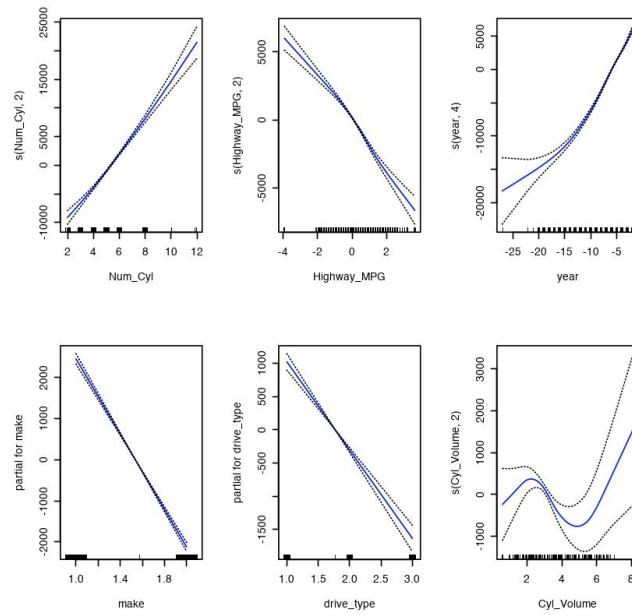 s(Num_Cyl, 2)
-10000 0 5000 15000 25000
2 4 6 8 10 12
Num_Cyl
s(Highway_MPG, 2)
-5000 0 5000
-4 -2 0 2
Highway_MPG
s(year, 4)
-20000 -10000 0 5000
-25 -20 -15 -10 -5
year
partial for make
-2000 -1000 0 1000 2000
1.0 1.4 1.8
make
partial for drive_type
-1500 -500 0 500 1000
1.0 1.5 2.0 2.5 3.0
drive_type
s(Cyl_Volume, 2)
-1000 0 1000 2000 3000
0 2 4 6 8
Cyl_Volume